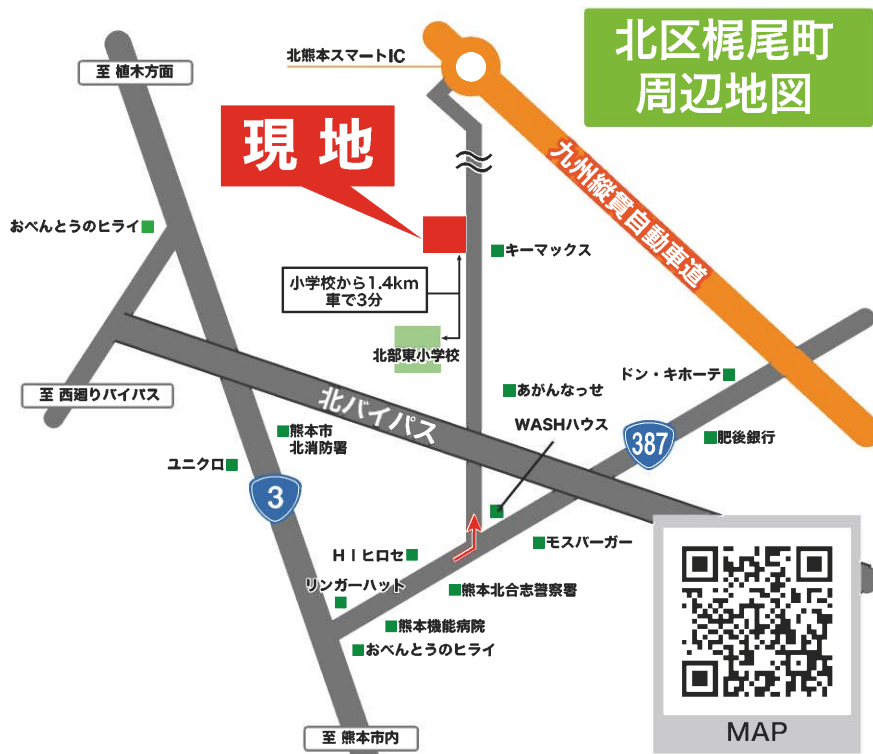 北区梶尾町
周辺地図
北熊本スマートIC
至 植木方面
現 地
九州縦貫自動車道
おべんとうのヒライ
キーマックス
小学校から1.4km
車で3分
北部東小学校
ドン・キホーテ
至 西廻りバイパス
あがんなっせ
北バイパス
WASHハウス
387
肥後銀行
熊本市
北消防署
ユニクロ
3
モスバーガー
HIヒロセ
リンガーハット
熊本北合志警察署
熊本機能病院
おべんとうのヒライ
至 熊本市内
MAP